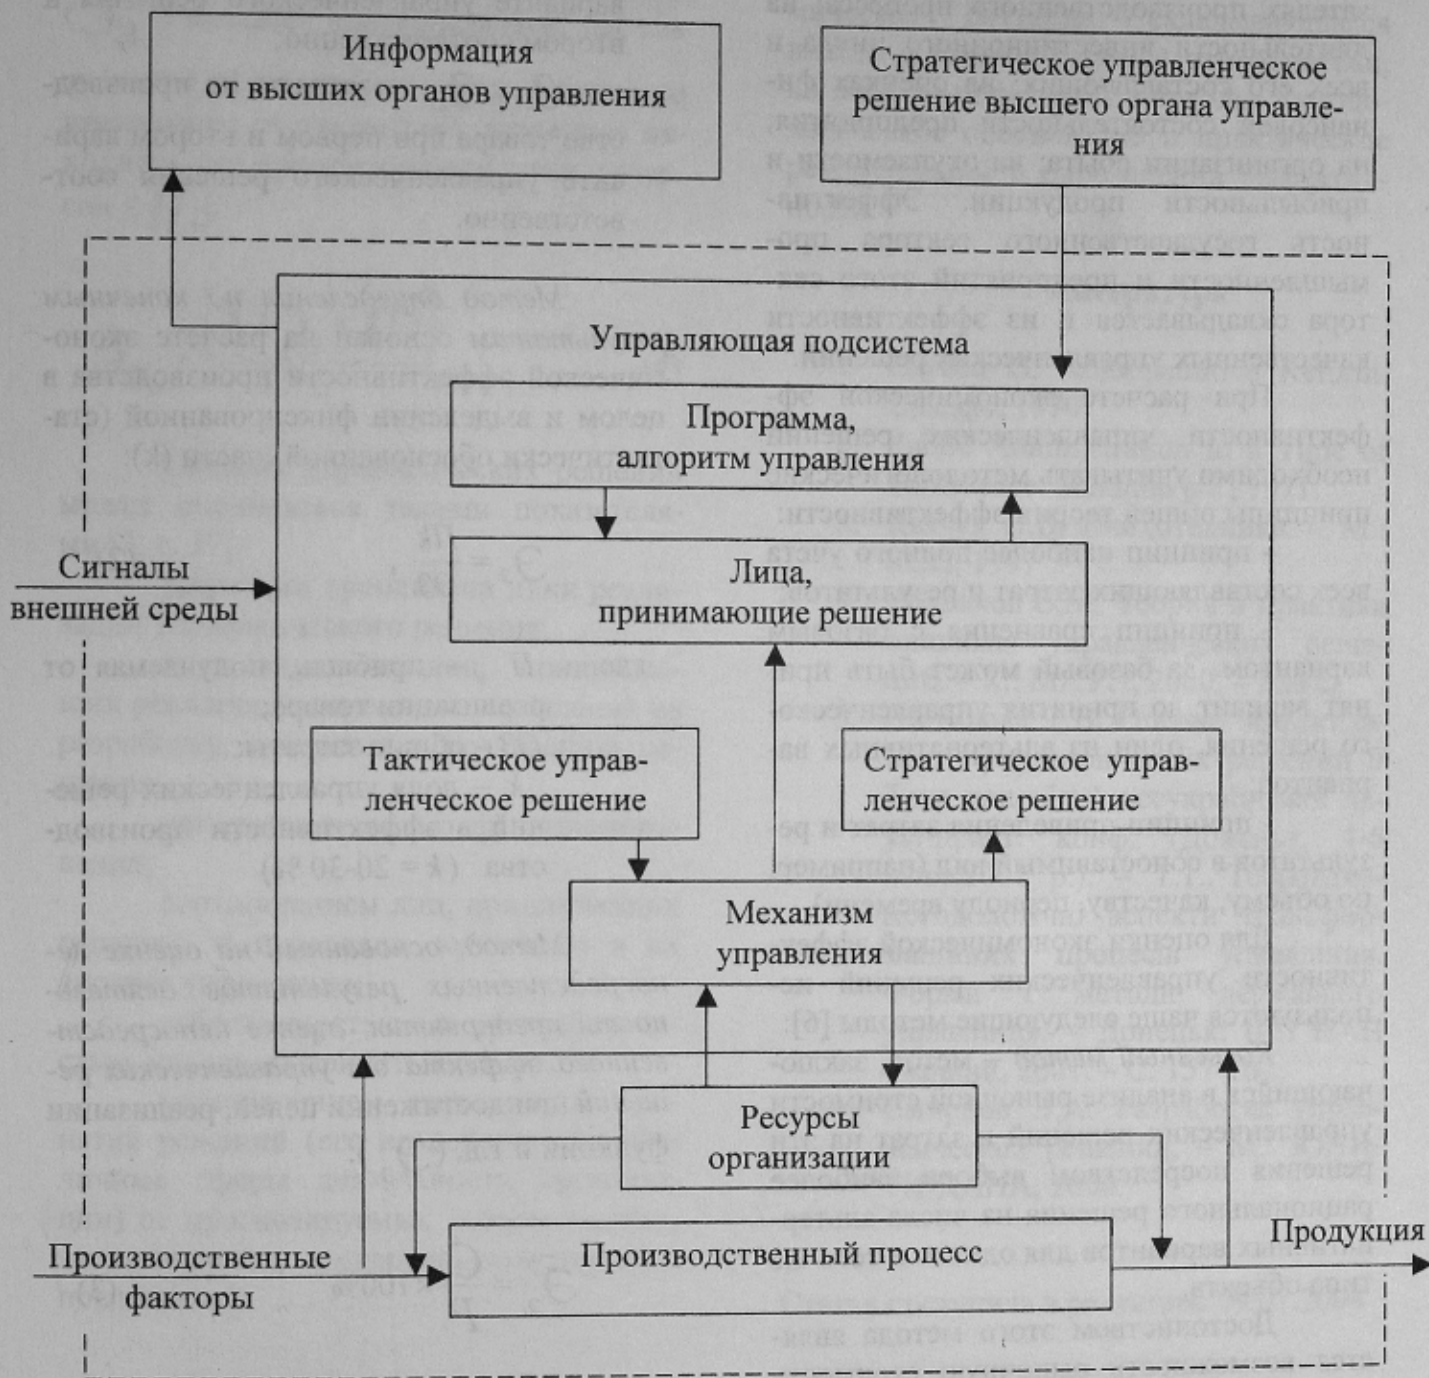 Информация
от высших органов управления
Стратегическое управленческое
решение высшего органа управле-
ния
Управляющая подсистема
Программа,
алгоритм управления
Сигналы
внешней среды
Лица,
принимающие решение
Тактическое управ-
ленческое решение
Стратегическое управ-
ленческое решение
Механизм
управления
Ресурсы
организации
Производственные
факторы
Производственный процесс
Продукция